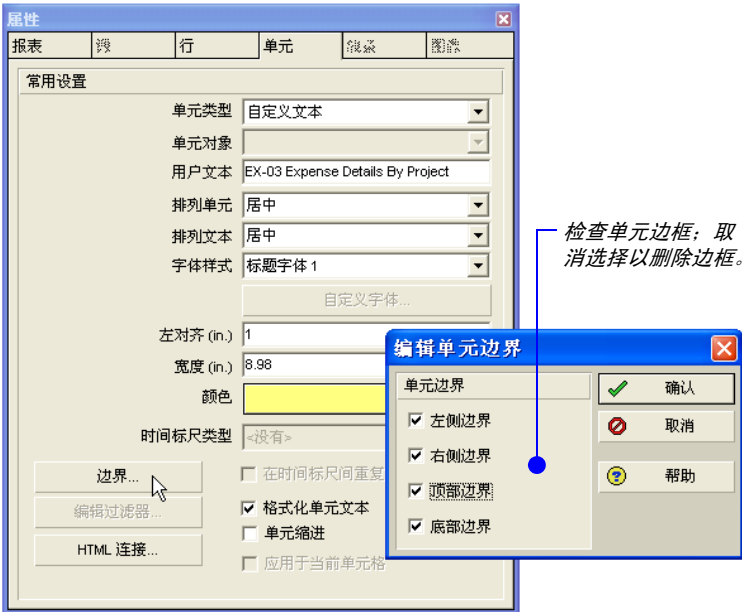 属性
报表 段 行 单元 线条 图像
常用设置
单元类型 自定义文本
单元对象
用户文本 EX-03 Expense Details By Project
排列单元 居中
排列文本 居中
字体样式 标题字体 1
自定义字体...
左对齐 (in.) 1
宽度 (in.) 8.98
颜色
时间标尺类型 <没有>
边界... 在时间标尺间重复
编辑过滤器... 格式化单元文本
单元缩进
HTML 连接... 应用于当前单元格
检查单元边框；取
消选择以删除边框。
编辑单元边界
单元边界 确认
左侧边界 取消
右侧边界
顶部边界 帮助
底部边界